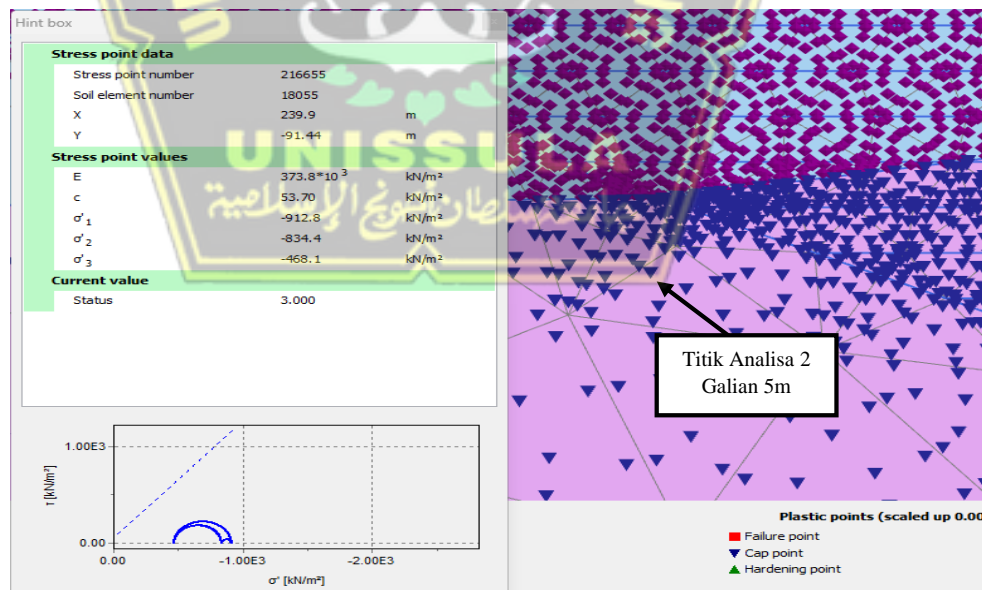 Hint box
Stress point data
Stress point number 216655
Soil element number 18055
X 239.9 m
Y -91.44 m
Stress point values
E 373.8*10 3 kN/m²
c 53.70 kN/m²
σ'1 -912.8 kN/m²
σ'2 -834.4 kN/m²
σ'3 -468.1 kN/m²
Current value
Status 3.000
UNISSULA
Titik Analisa 2
Galian 5m
1.00E3
0.00
τ [kN/m²]
0.00 -1.00E3 -2.00E3
σ' [kN/m²]
Plastic points (scaled up 0.00
Failure point
Cap point
Hardening point